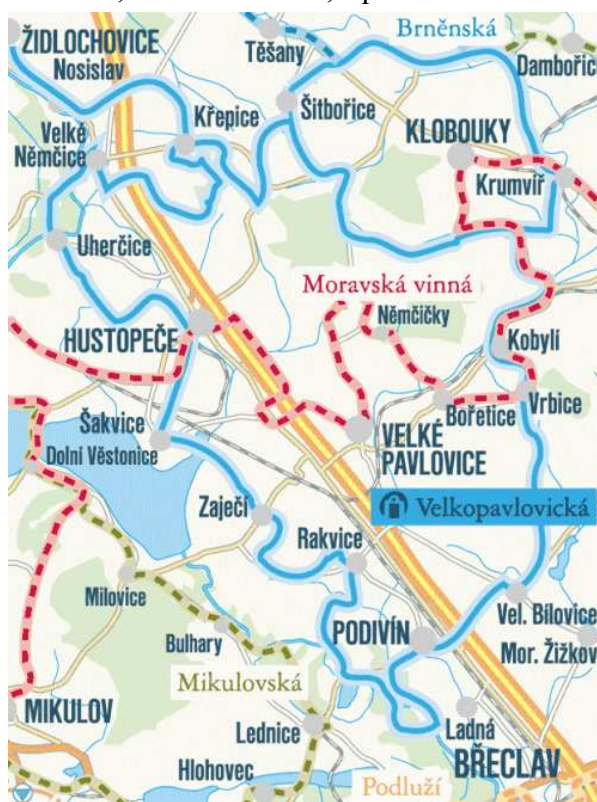 ŽIDLOCHOVICE
Nosislav
Těšany
Brněnská
Dambořic
Křepice
Šitbořice
Velké
Němčice
KLOBOUKY
Krumvíř
Uherčice
Moravská vinná
Němčičky
HUSTOPEČE
Kobylí
Šakvice
Bořetice
Vrbice
Dolní Věstonice
VELKÉ
PAVLOVICE
Zaječí
Velkopavlovická
Rakvice
Milovice
Vel. Bílovice
Bulhary
PODIVÍN
Mor. Žižkov
Mikulovská
MIKULOV
Lednice
Ladná
BŘECLAV
Hlohovec
Podluží